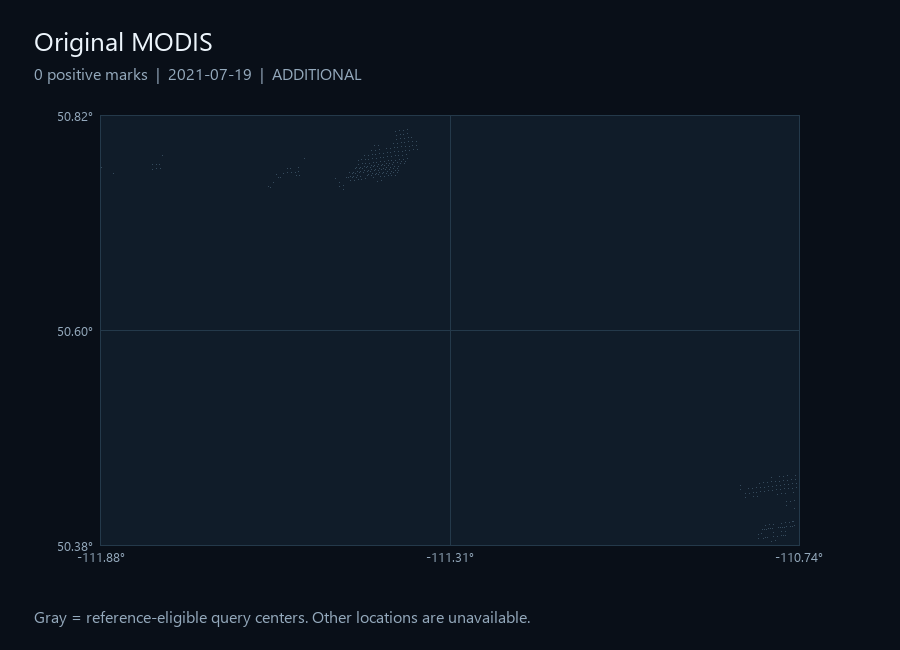 Original MODIS
0 positive marks | 2021-07-19 | ADDITIONAL
50.82°
50.60°
50.38°
-111.88°
-111.31°
-110.74°
Gray = reference-eligible query centers. Other locations are unavailable.